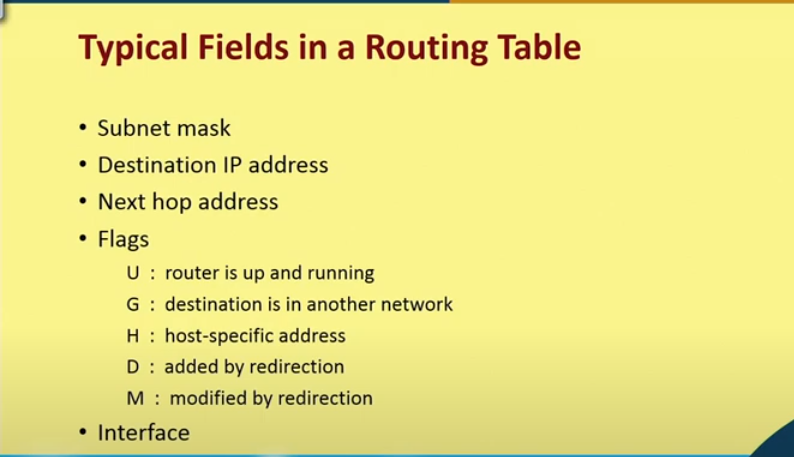 Typical Fields in a Routing Table
• Subnet mask
• Destination IP address
• Next hop address
• Flags
U : router is up and running
G : destination is in another network
H : host-specific address
D : added by redirection
M : modified by redirection
• Interface